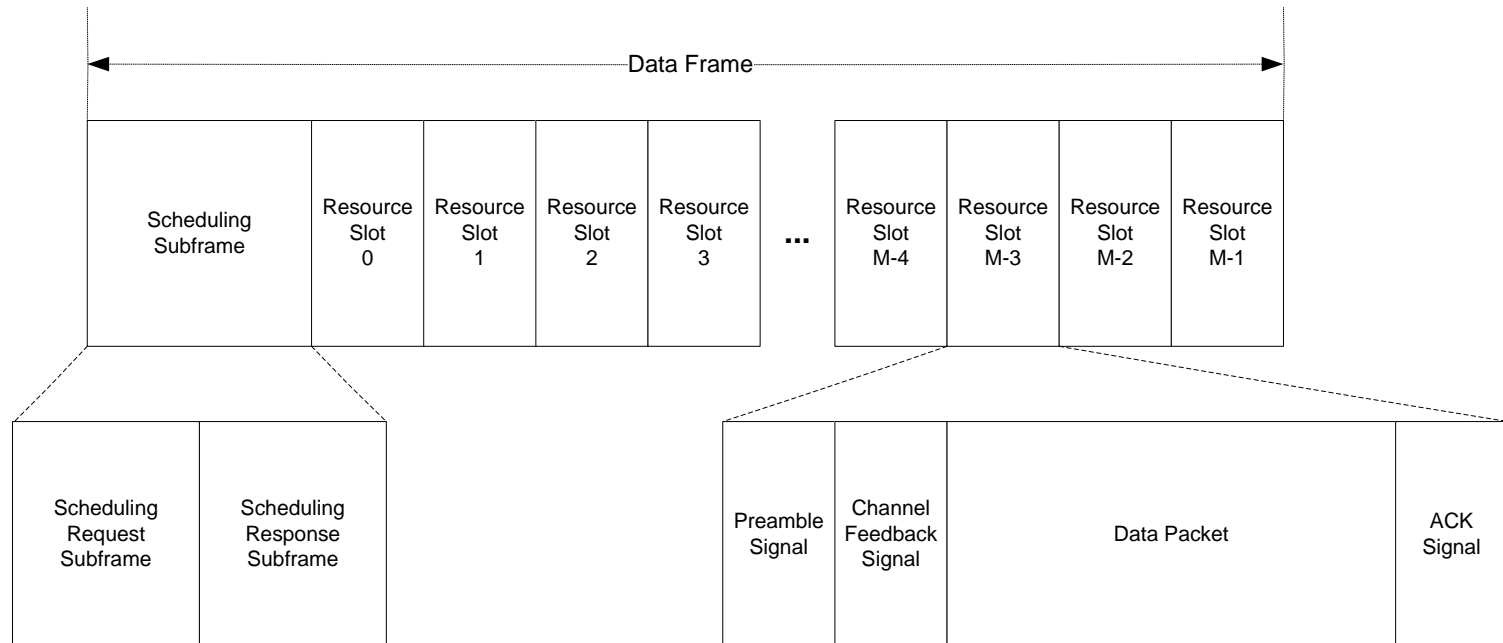 Data Frame
Scheduling
Subframe
Resource
Slot
0
Resource
Slot
1
Resource
Slot
2
Resource
Slot
3
...
Resource
Slot
M-4
Resource
Slot
M-3
Resource
Slot
M-2
Resource
Slot
M-1
Scheduling
Request
Subframe
Scheduling
Response
Subframe
Preamble
Signal
Channel
Feedback
Signal
Data Packet
ACK
Signal